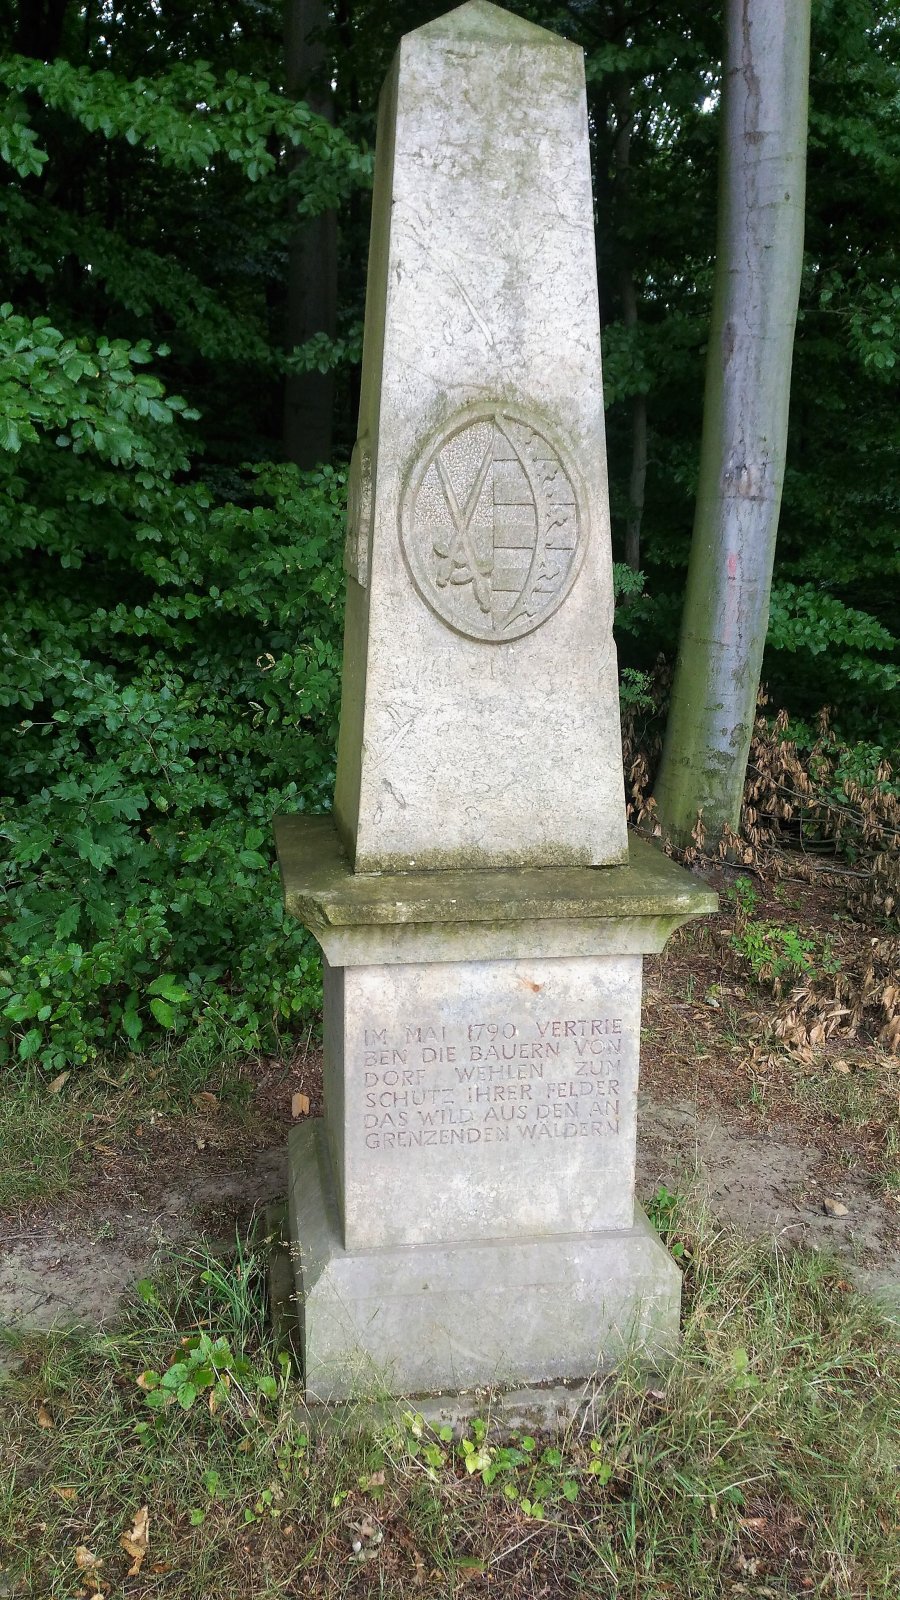 IM MAI 1790 VERTRIE
BEN DIE BAUERN VON
DORF WEHLEN ZUM
SCHUTZ IHRER FELDER
DAS WILD AUS DEN AN
GRENZENDEN WÄLDERN